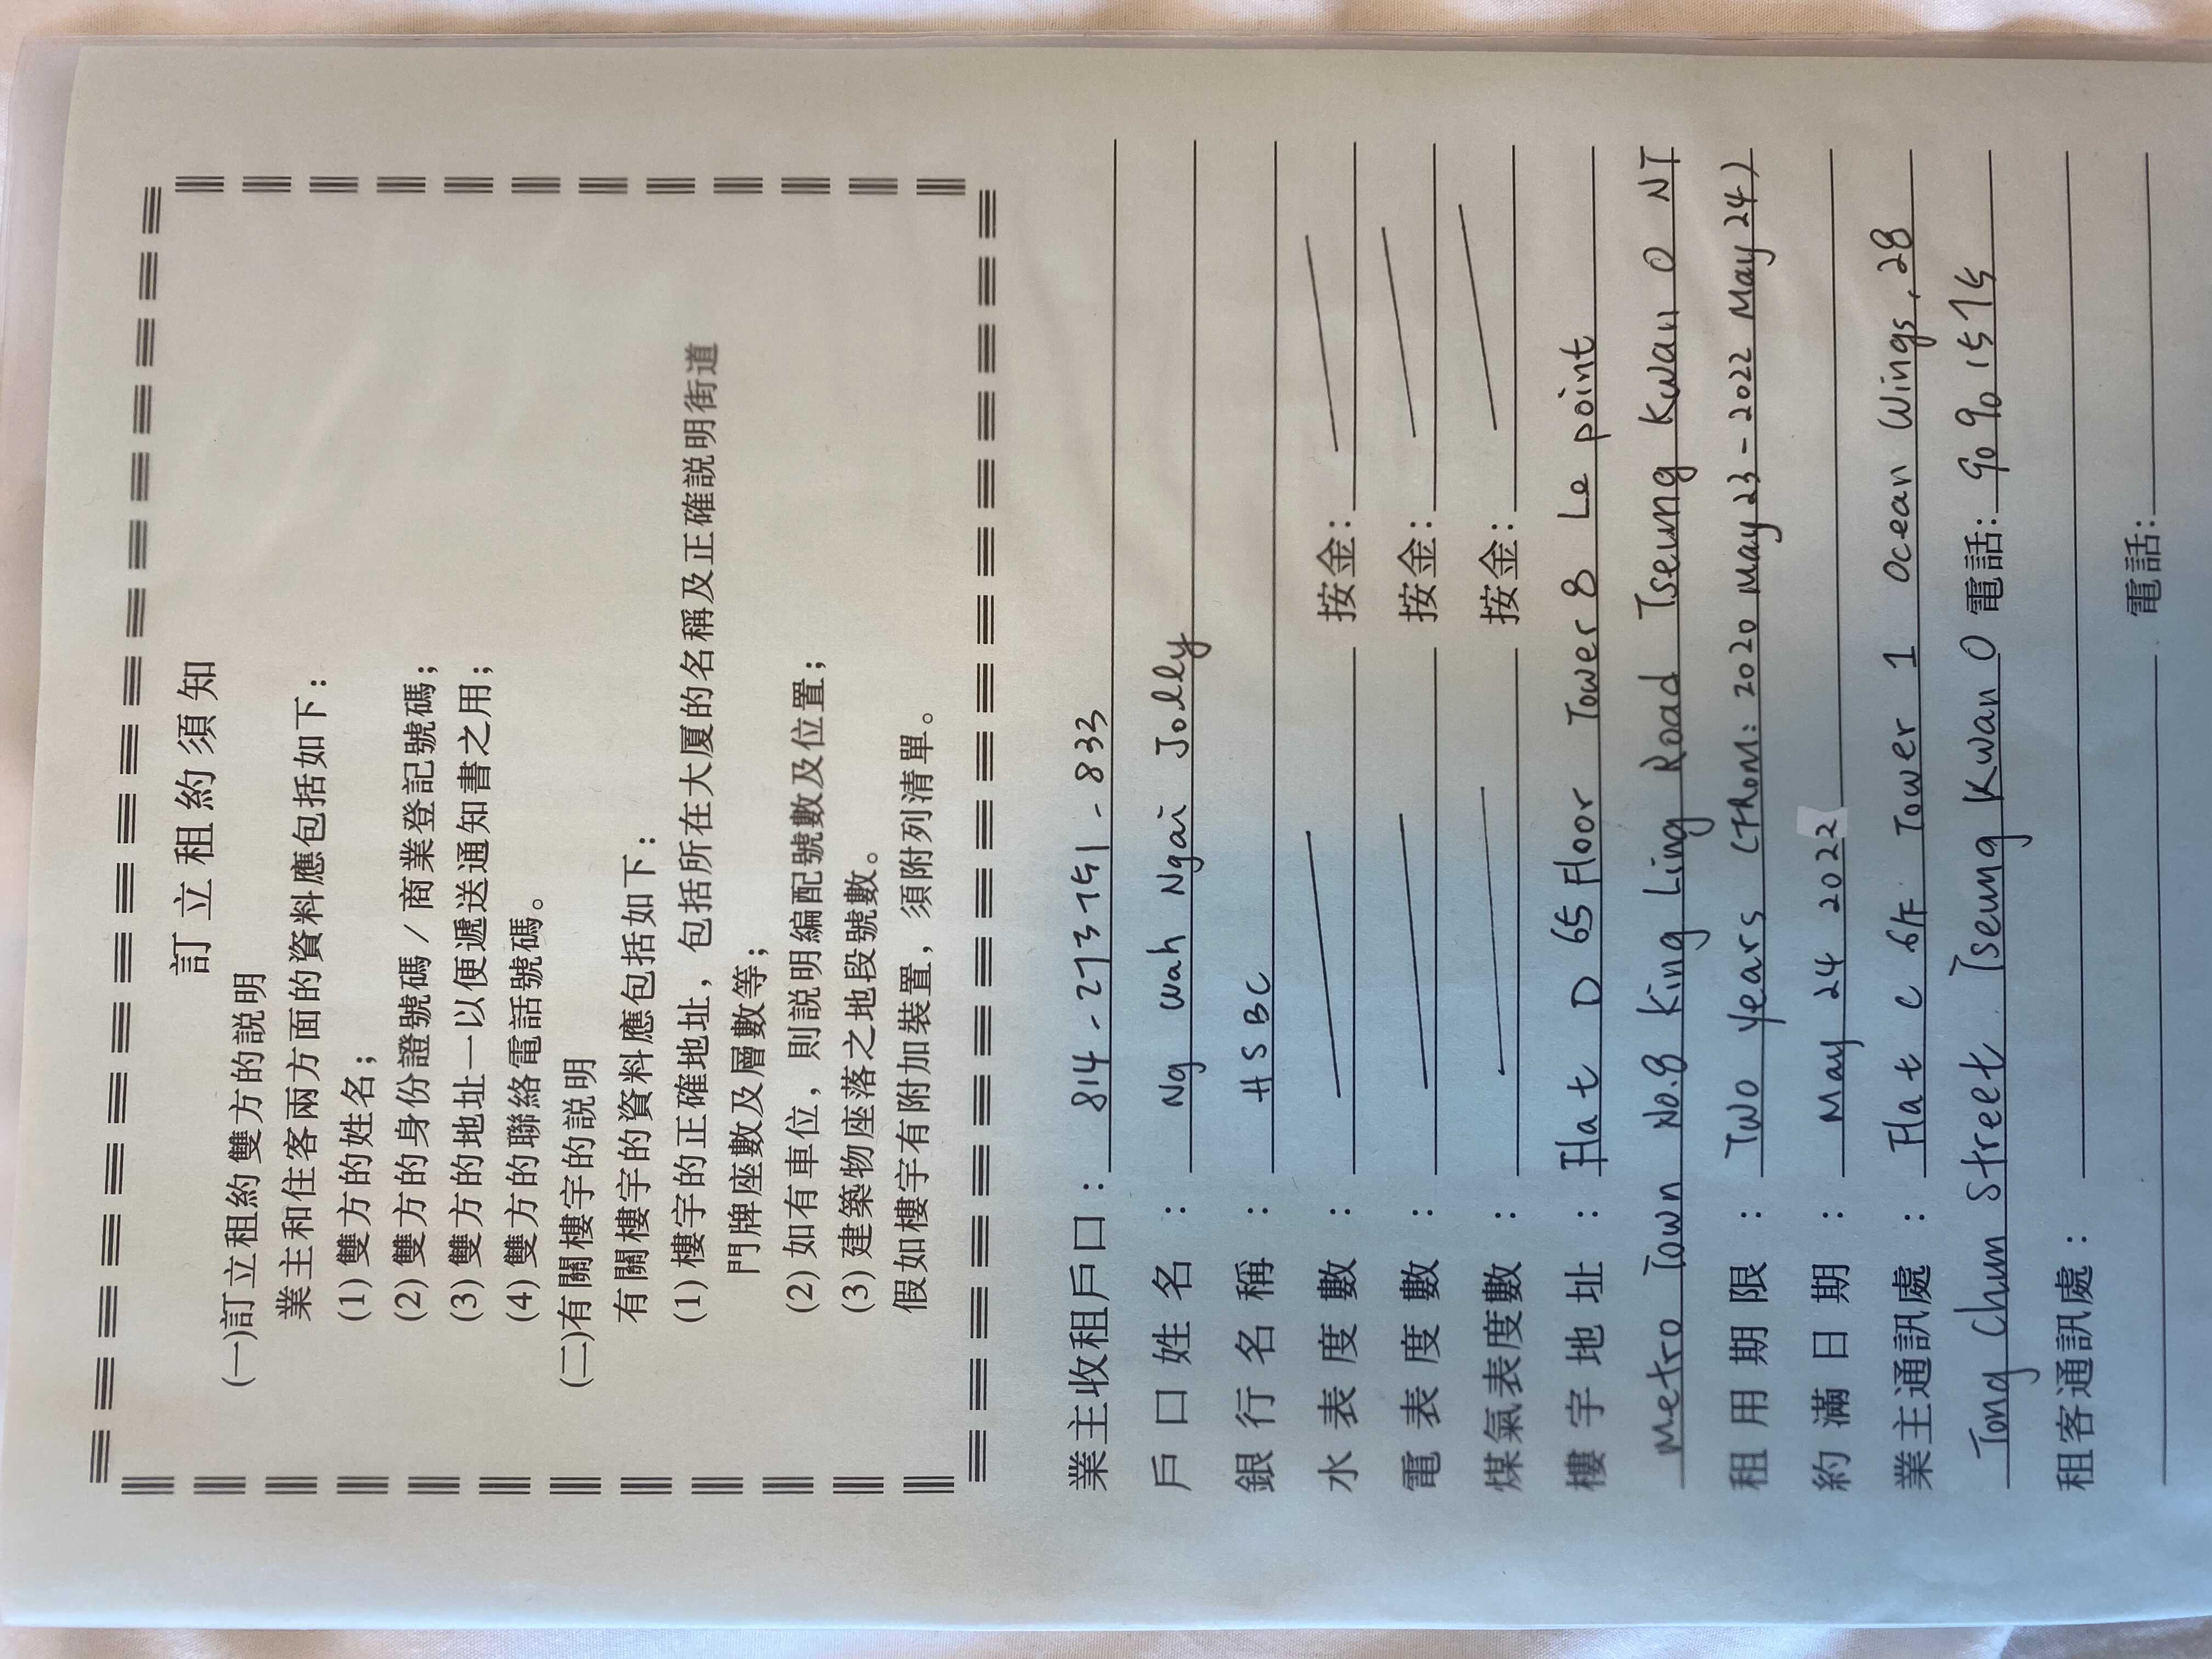 訂立租約須知
(一)訂立租約雙方的説明
業主和住客兩方面的資料應包括如下：
(1) 雙方的姓名；
(2) 雙方的身份證號碼 / 商業登記號碼；
(3) 雙方的地址一以便遞送通知書之用；
(4) 雙方的聯絡電話號碼。
(二)有關樓宇的説明
有關樓宇的資料應包括如下：
(1) 樓宇的正確地址，包括所在大厦的名稱及正確説明街道
門牌座數及層數等；
(2) 如有車位，則説明編配號數及位置；
(3) 建築物座落之地段號數。
假如樓宇有附加裝置，須附列清單。
業主收租戶口：814-273751-833
戶口姓名：Ng Wah Ngai Jolly
銀行名稱：HSBC
水表度數： 按金：
電表度數： 按金：
煤氣表度數： 按金：
樓宇地址：Flat D 65 Floor Tower 8 Le point
Metro Town No.8 King Ling Road Tseung Kwan O NT
租用期限：Two years (FROM: 2020 May 23 - 2022 May 24)
約滿日期：May 24 2022
業主通訊處：Flat C 6/F Tower 1 Ocean Wings, 28
Tong Chun Street Tseung Kwan O 電話：90901575
租客通訊處：
電話：